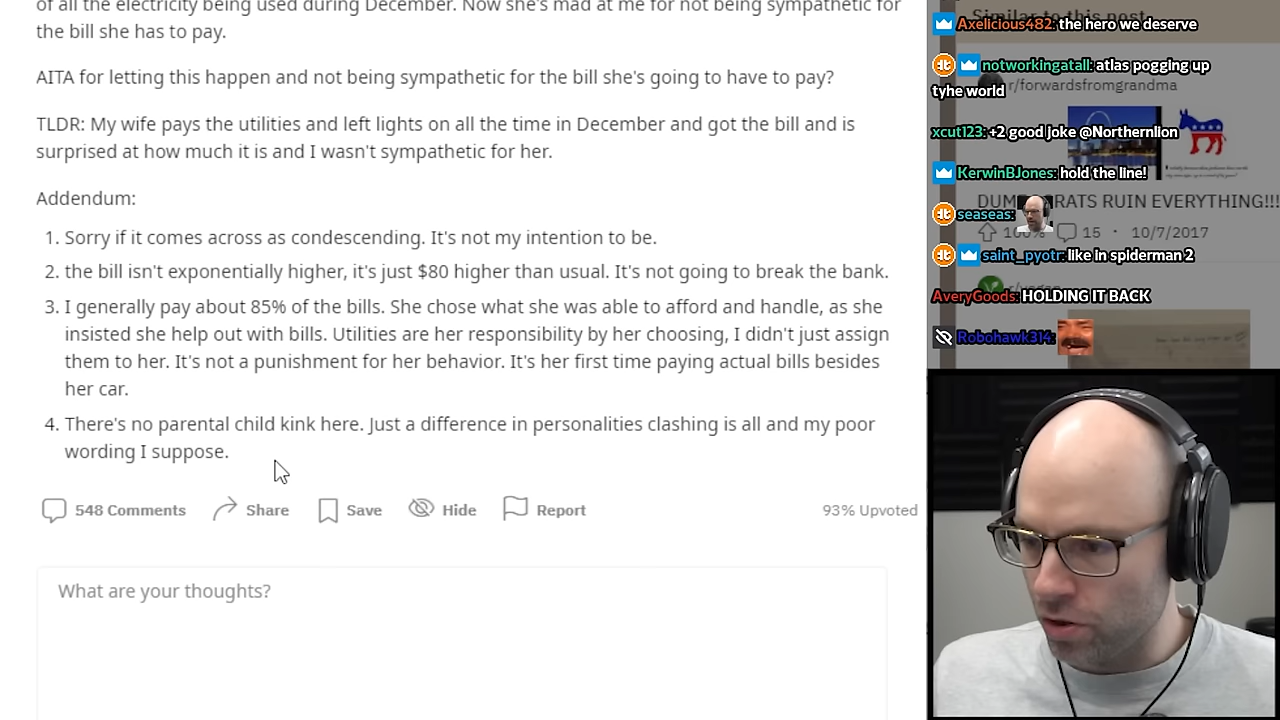 of all the electricity being used during December. Now she's mad at me for not being sympathetic for
the bill she has to pay.
AITA for letting this happen and not being sympathetic for the bill she's going to have to pay?
TLDR: My wife pays the utilities and left lights on all the time in December and got the bill and is
surprised at how much it is and I wasn't sympathetic for her.
Addendum:
1. Sorry if it comes across as condescending. It's not my intention to be.
2. the bill isn't exponentially higher, it's just $80 higher than usual. It's not going to break the bank.
3. I generally pay about 85% of the bills. She chose what she was able to afford and handle, as she
insisted she help out with bills. Utilities are her responsibility by her choosing, I didn't just assign
them to her. It's not a punishment for her behavior. It's her first time paying actual bills besides
her car.
4. There's no parental child kink here. Just a difference in personalities clashing is all and my poor
wording I suppose.
548 Comments Share Save Hide Report 93% Upvoted
What are your thoughts?
Similar to this post
Axelicious482: the hero we deserve
notworkingatall: atlas pogging up
tyhe world
r/forwardsfromgrandma
xcut123: +2 good joke @Northernlion
KerwinBJones: hold the line!
RATS RUIN EVERYTHING!!!
seaseas:
15 · 10/7/2017
saint_pyotr: like in spiderman 2
AveryGoods: HOLDING IT BACK
Robohawk314: